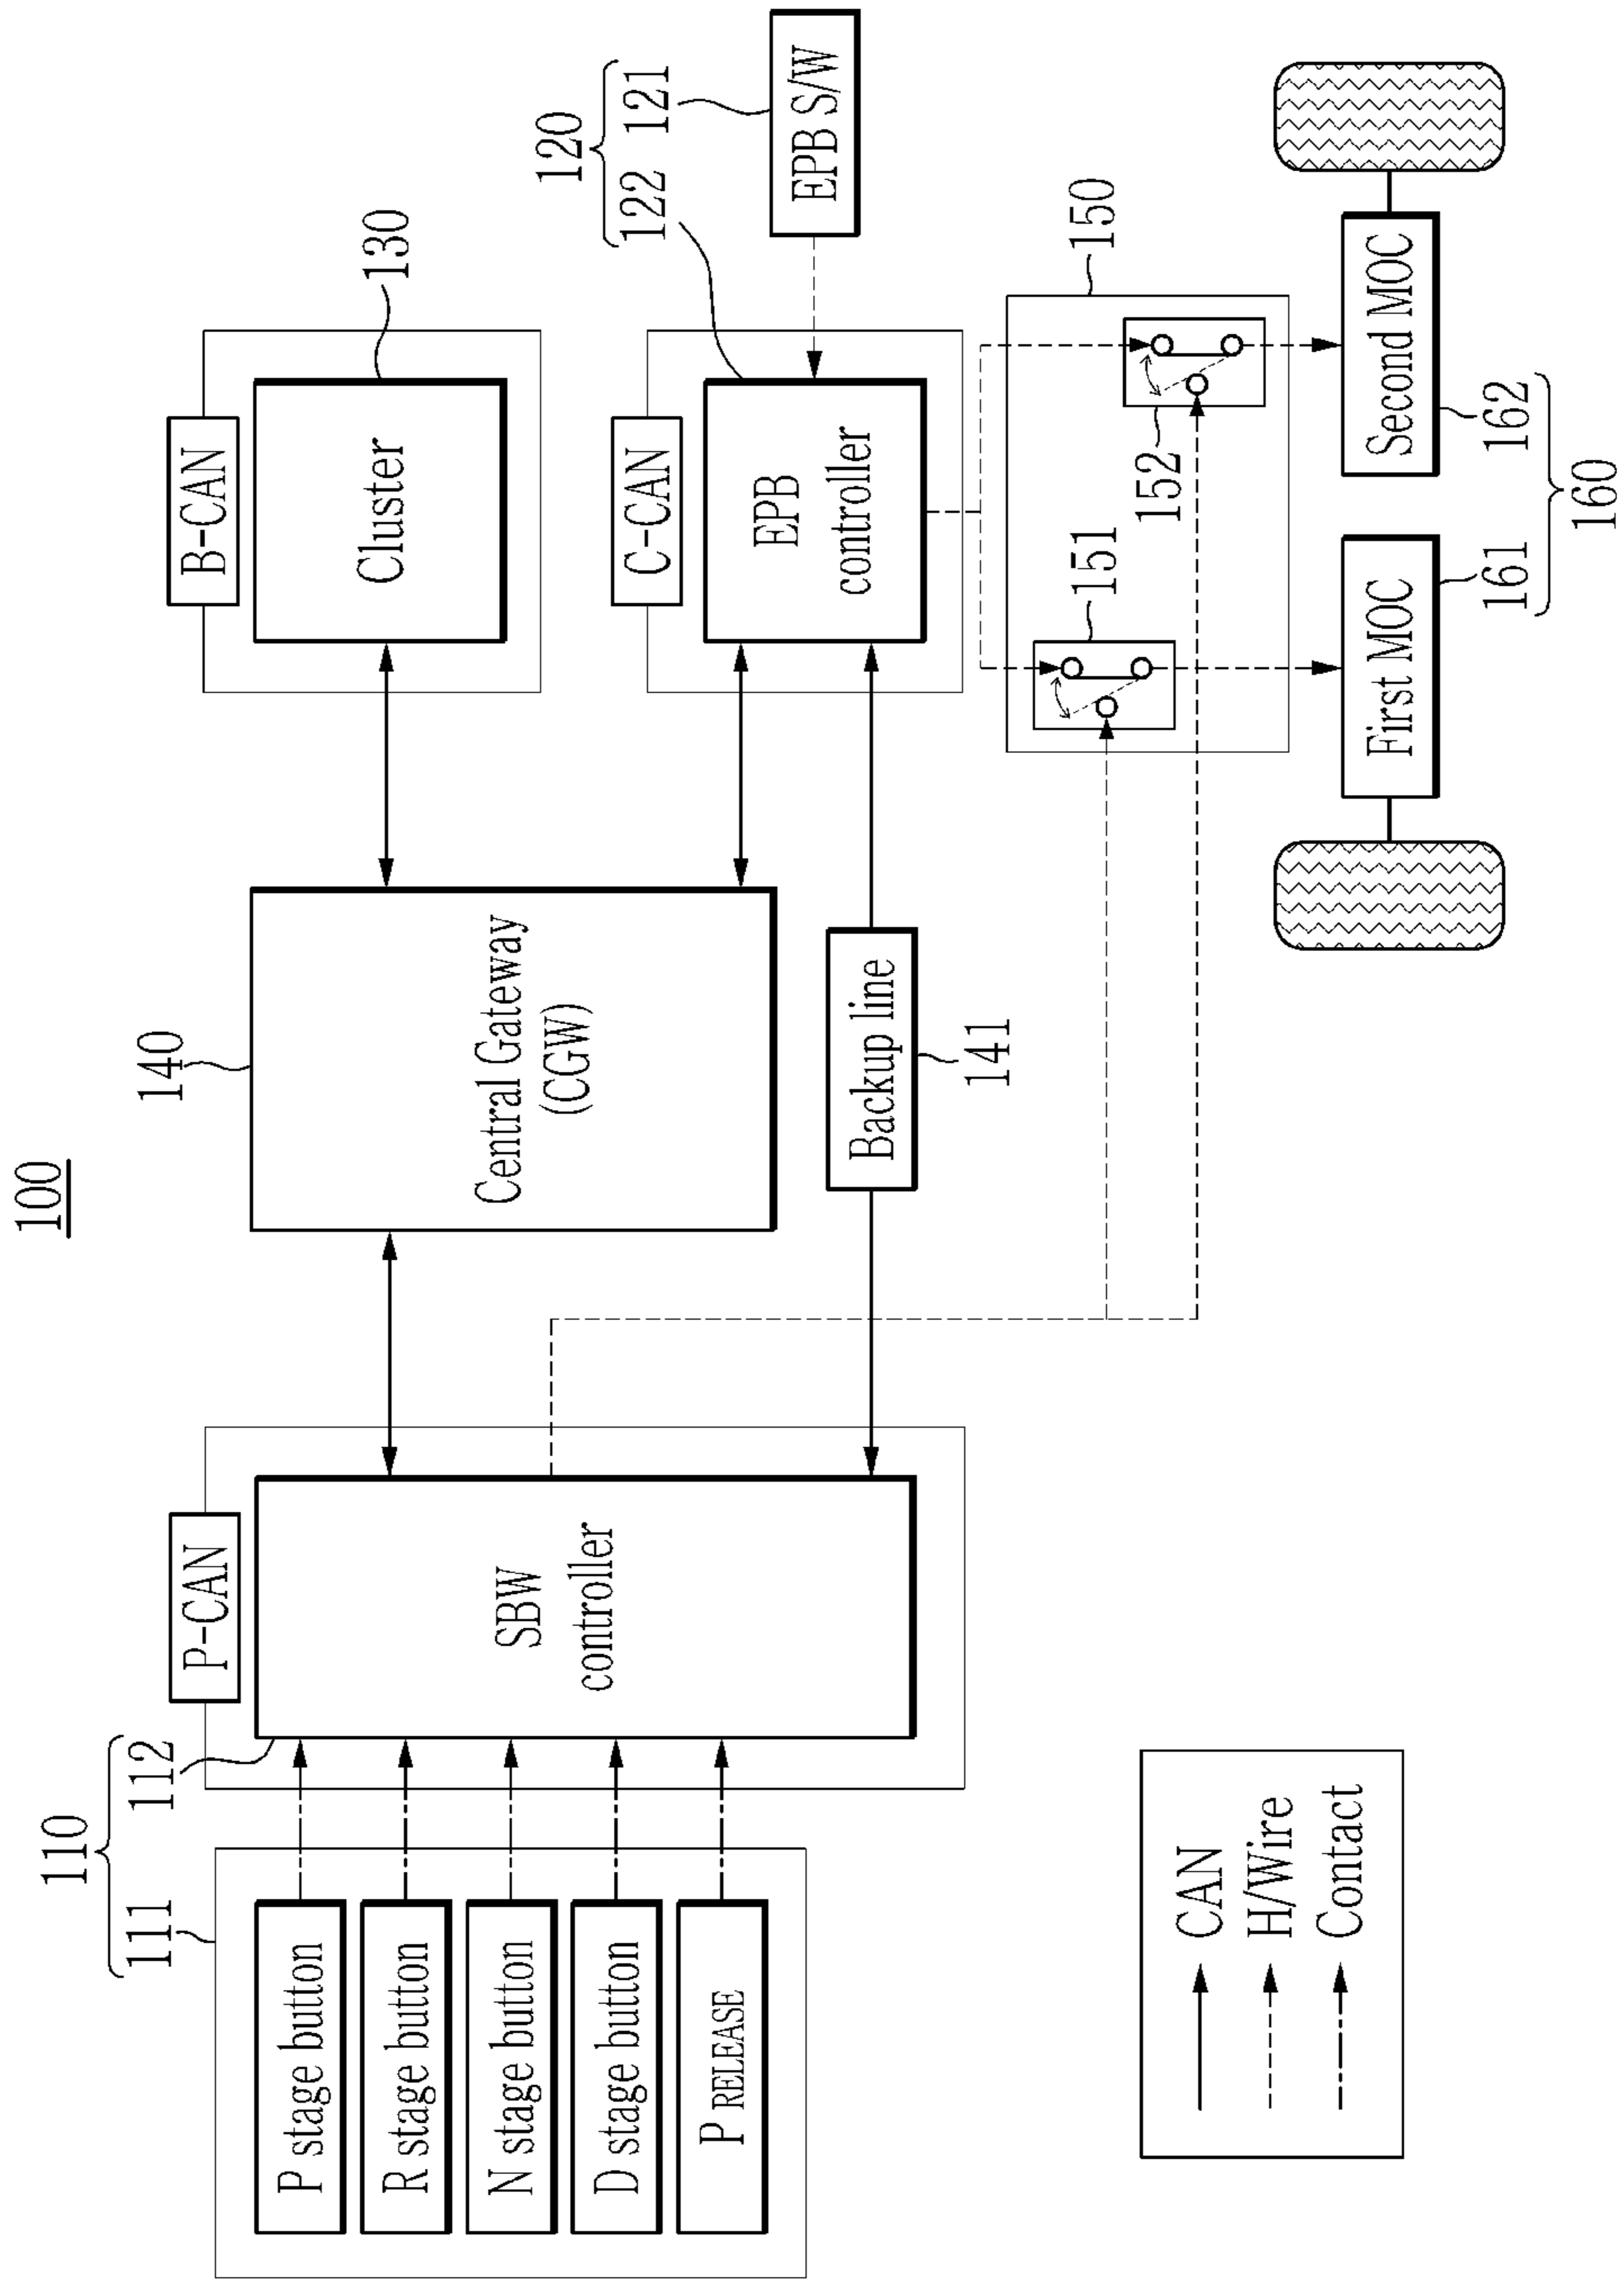 100
110
111
112
P-CAN
P stage button
R stage button
N stage button
D stage button
P RELEASE
SBW
controller
140
Central Gateway
(CGW)
Backup line
141
B-CAN
Cluster
130
C-CAN
EPB
controller
120
122
121
EPB S/W
150
151
152
First MOC
Second MOC
161
162
160
CAN
H/Wire
Contact